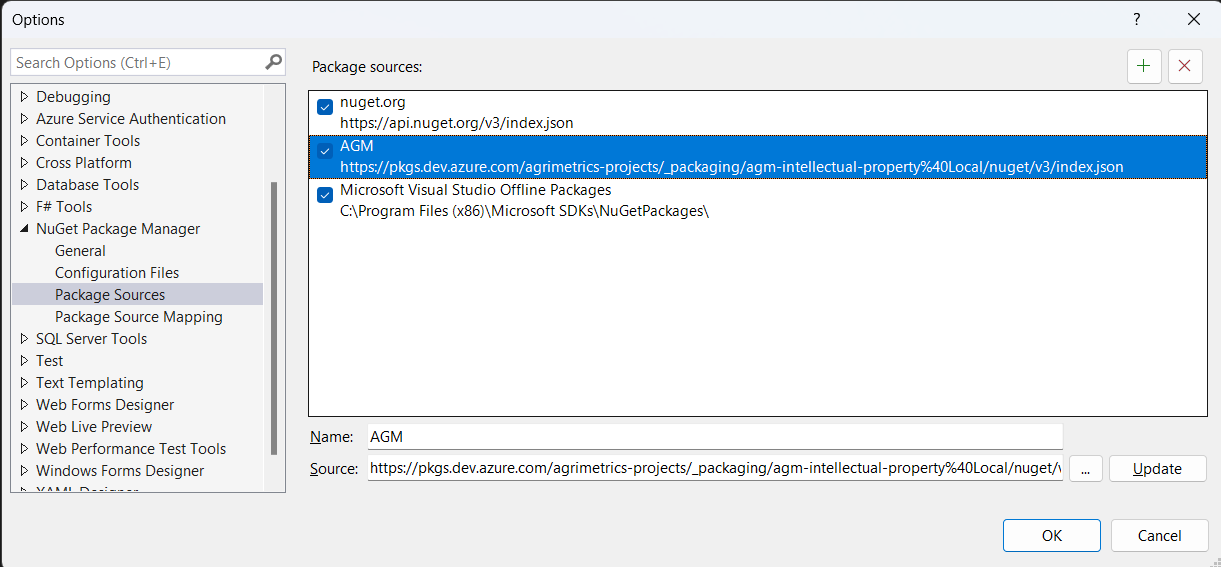 Options
?
Search Options (Ctrl+E)
Debugging
Azure Service Authentication
Container Tools
Cross Platform
Database Tools
F# Tools
NuGet Package Manager
General
Configuration Files
Package Sources
Package Source Mapping
SQL Server Tools
Test
Text Templating
Web Forms Designer
Web Live Preview
Web Performance Test Tools
Windows Forms Designer
XAML Designer
Package sources:
nuget.org
https://api.nuget.org/v3/index.json
AGM
https://pkgs.dev.azure.com/agrimetrics-projects/_packaging/agm-intellectual-property%40Local/nuget/v3/index.json
Microsoft Visual Studio Offline Packages
C:\Program Files (x86)\Microsoft SDKs\NuGetPackages\
Name: AGM
Source: https://pkgs.dev.azure.com/agrimetrics-projects/_packaging/agm-intellectual-property%40Local/nuget/v
...
Update
OK
Cancel